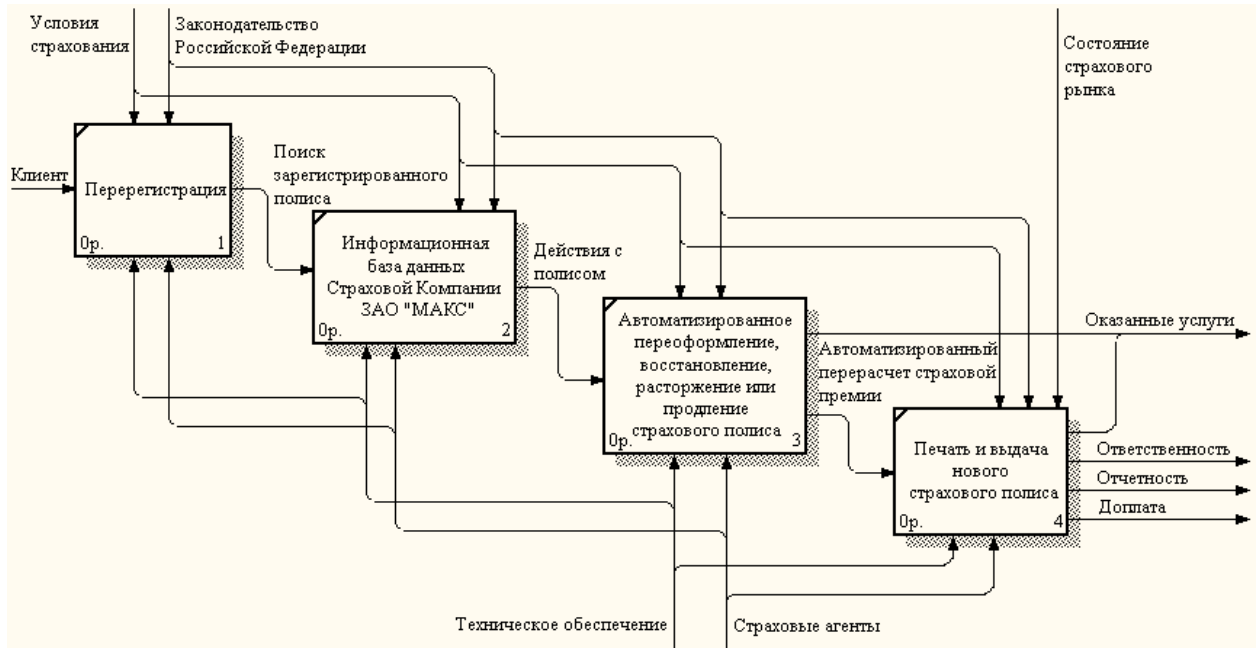 Условия
страхования
Законодательство
Российской Федерации
Состояние
страхового
рынка
Клиент
Перерегистрация
0р.
1
Поиск
зарегистрированного
полиса
Информационная
база данных
Страховой Компании
ЗАО "МАКС"
0р.
2
Действия с
полисом
Автоматизированное
переоформление,
восстановление,
расторжение или
продление
страхового полиса
0р.
3
Оказанные услуги
Автоматизированный
перерасчет страховой
премии
Печать и выдача
нового
страхового полиса
0р.
4
Ответственность
Отчетность
Доплата
Техническое обеспечение
Страховые агенты